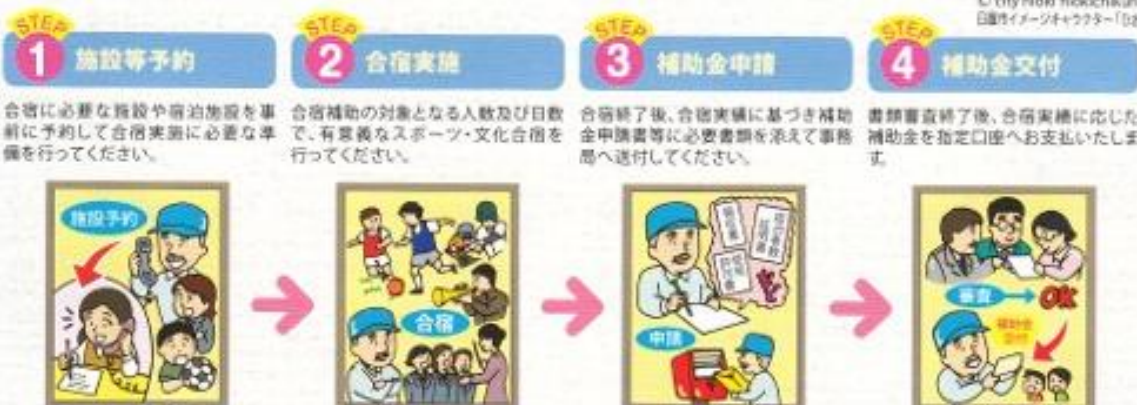 日置市イメージキャラクター「ひお
STEP
1 施設等予約
合宿に必要な施設や宿泊施設を事
前に予約して合宿実施に必要な準
備を行ってください。
施設予約
STEP
2 合宿実施
合宿補助の対象となる人数及び日数
で、有意義なスポーツ・文化合宿を
行ってください。
合宿
STEP
3 補助金申請
合宿終了後、合宿実績に基づき補助
金申請書等に必要書類を添えて事務
局へ送付してください。
申請
STEP
4 補助金交付
書類審査終了後、合宿実績に応じた
補助金を指定口座へお支払いたしま
す。
審査
OK
補助金
交付